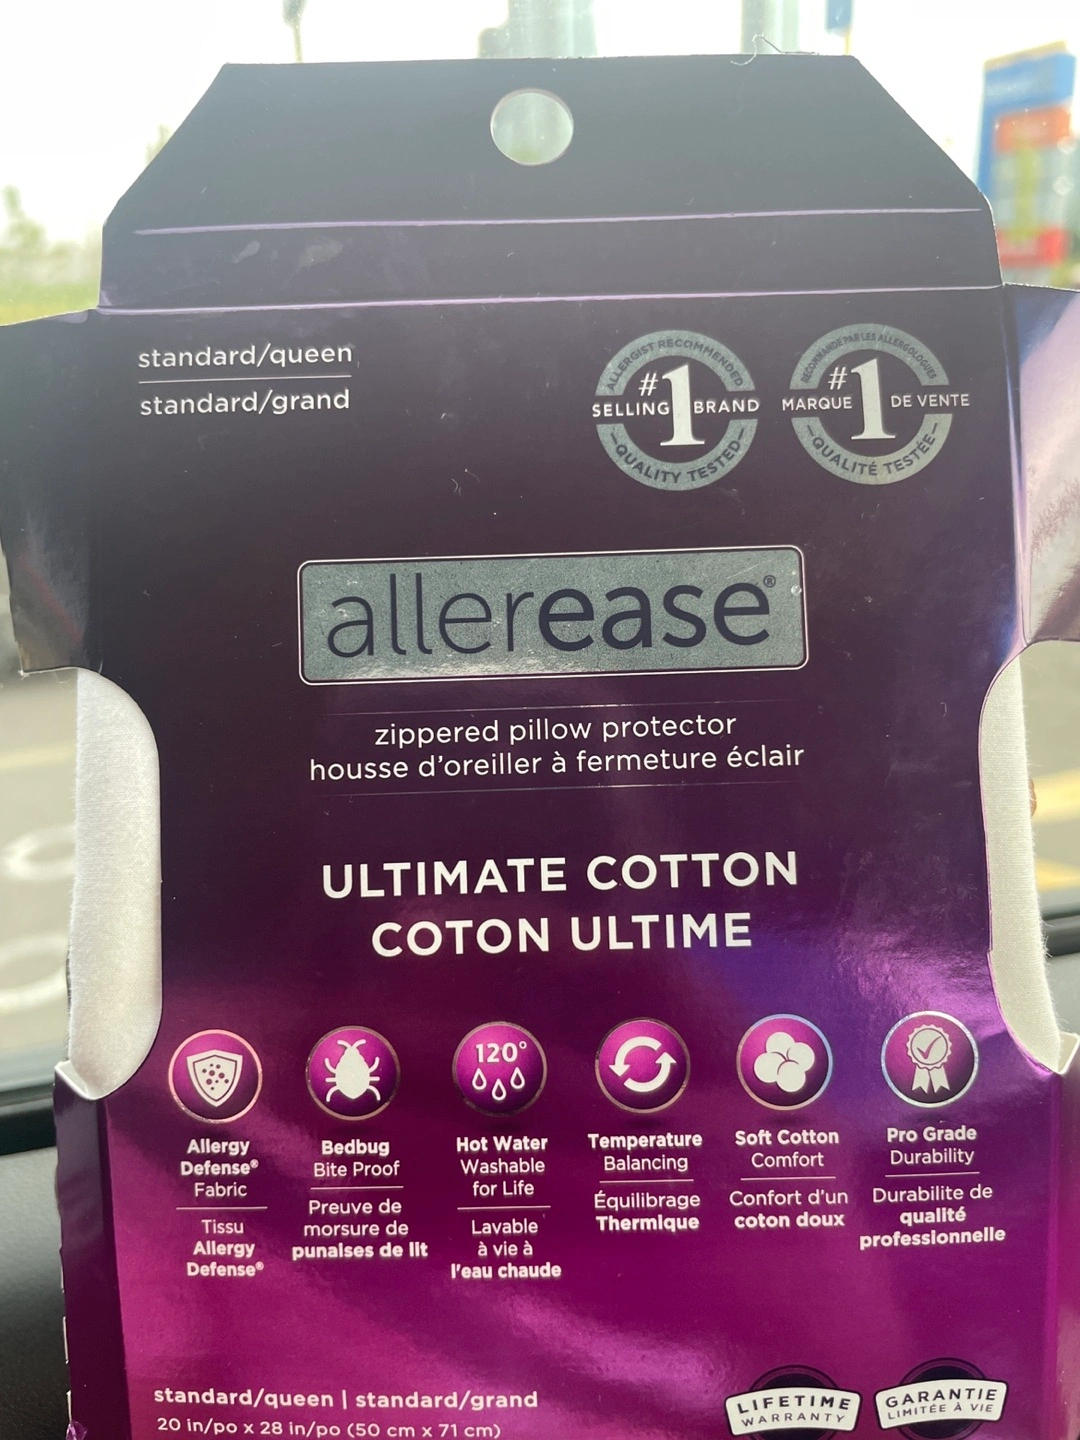 standard/queen
standard/grand
ALLERGIST RECOMMENDED
#1
SELLING BRAND
QUALITY TESTED
RECOMMANDÉ PAR LES ALLERGOLOGUES
#1
MARQUE DE VENTE
QUALITÉ TESTÉE
allerease®
zippered pillow protector
housse d'oreiller à fermeture éclair
ULTIMATE COTTON
COTON ULTIME
Allergy
Defense®
Fabric
Tissu
Allergy
Defense®
Bedbug
Bite Proof
Preuve de
morsure de
punaises de lit
120°
Hot Water
Washable
for Life
Lavable
à vie à
l'eau chaude
Temperature
Balancing
Équilibrage
Thermique
Soft Cotton
Comfort
Confort d'un
coton doux
Pro Grade
Durability
Durabilite de
qualité
professionnelle
standard/queen | standard/grand
20 in/po x 28 in/po (50 cm x 71 cm)
LIFETIME
WARRANTY
GARANTIE
LIMITÉE À VIE